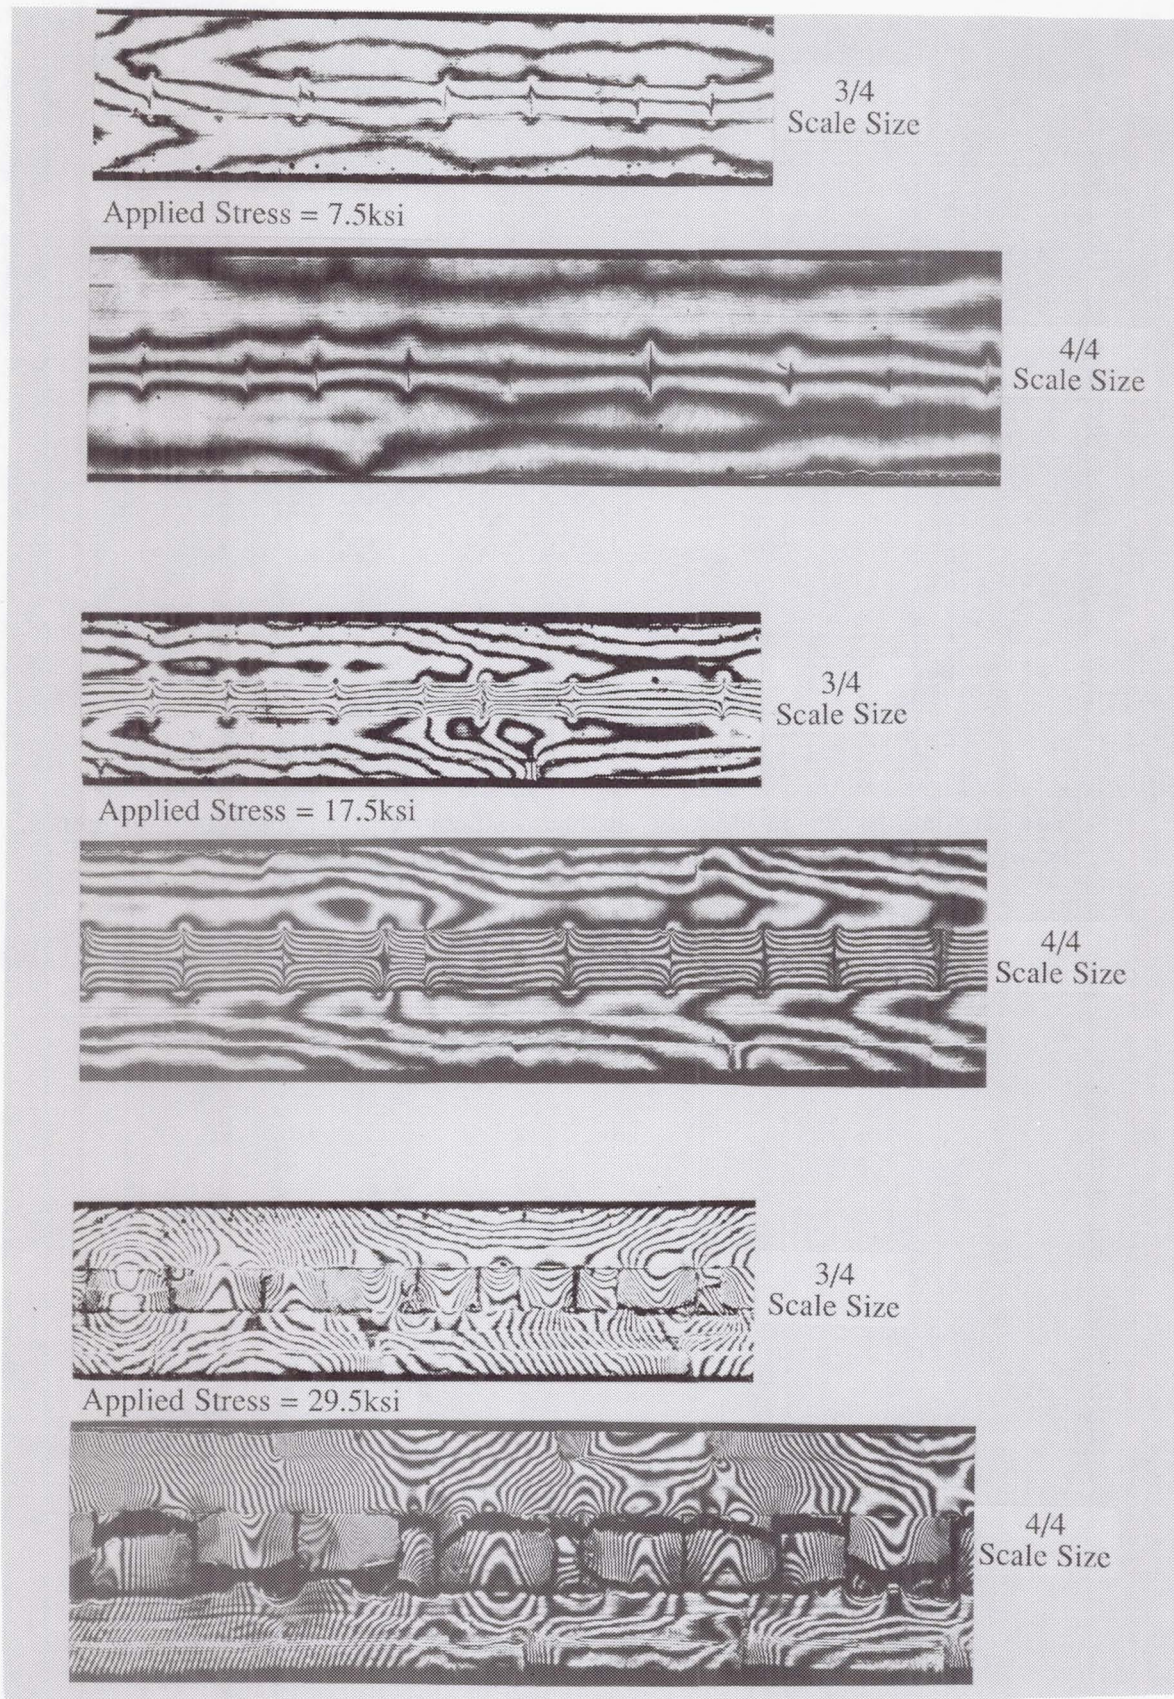 3/4
Scale Size
Applied Stress = 7.5ksi
4/4
Scale Size
3/4
Scale Size
Applied Stress = 17.5ksi
4/4
Scale Size
3/4
Scale Size
Applied Stress = 29.5ksi
4/4
Scale Size